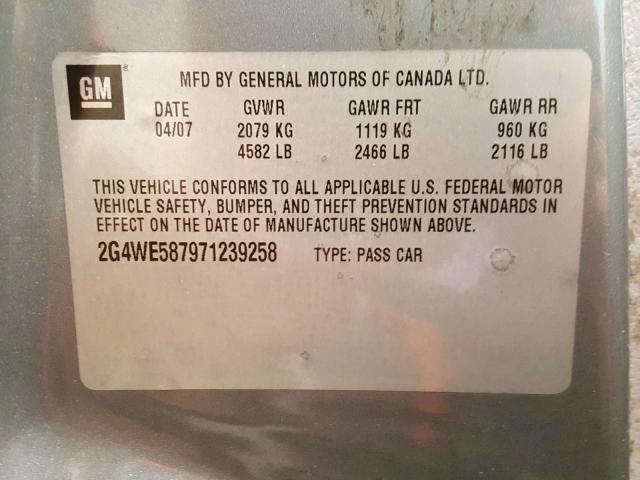 GM ®
MFD BY GENERAL MOTORS OF CANADA LTD.
DATE GVWR GAWR FRT GAWR RR
04/07 2079 KG 1119 KG 960 KG
4582 LB 2466 LB 2116 LB
THIS VEHICLE CONFORMS TO ALL APPLICABLE U.S. FEDERAL MOTOR
VEHICLE SAFETY, BUMPER, AND THEFT PREVENTION STANDARDS IN
EFFECT ON THE DATE OF MANUFACTURE SHOWN ABOVE.
2G4WE587971239258 TYPE: PASS CAR